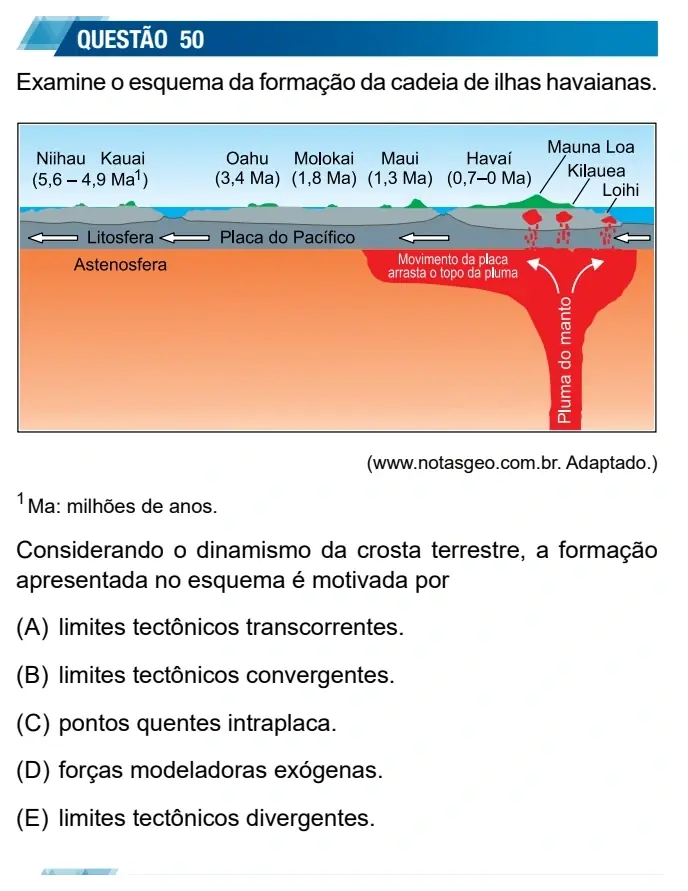 QUESTÃO 50
Examine o esquema da formação da cadeia de ilhas havaianas.
Mauna Loa
Niihau Kauai Oahu Molokai Maui Havaí Kilauea
(5,6 – 4,9 Ma¹) (3,4 Ma) (1,8 Ma) (1,3 Ma) (0,7–0 Ma) Loihi
Litosfera Placa do Pacífico
Astenosfera
Movimento da placa
arrasta o topo da pluma
Pluma do manto
(www.notasgeo.com.br. Adaptado.)
¹ Ma: milhões de anos.
Considerando o dinamismo da crosta terrestre, a formação
apresentada no esquema é motivada por
(A) limites tectônicos transcorrentes.
(B) limites tectônicos convergentes.
(C) pontos quentes intraplaca.
(D) forças modeladoras exógenas.
(E) limites tectônicos divergentes.